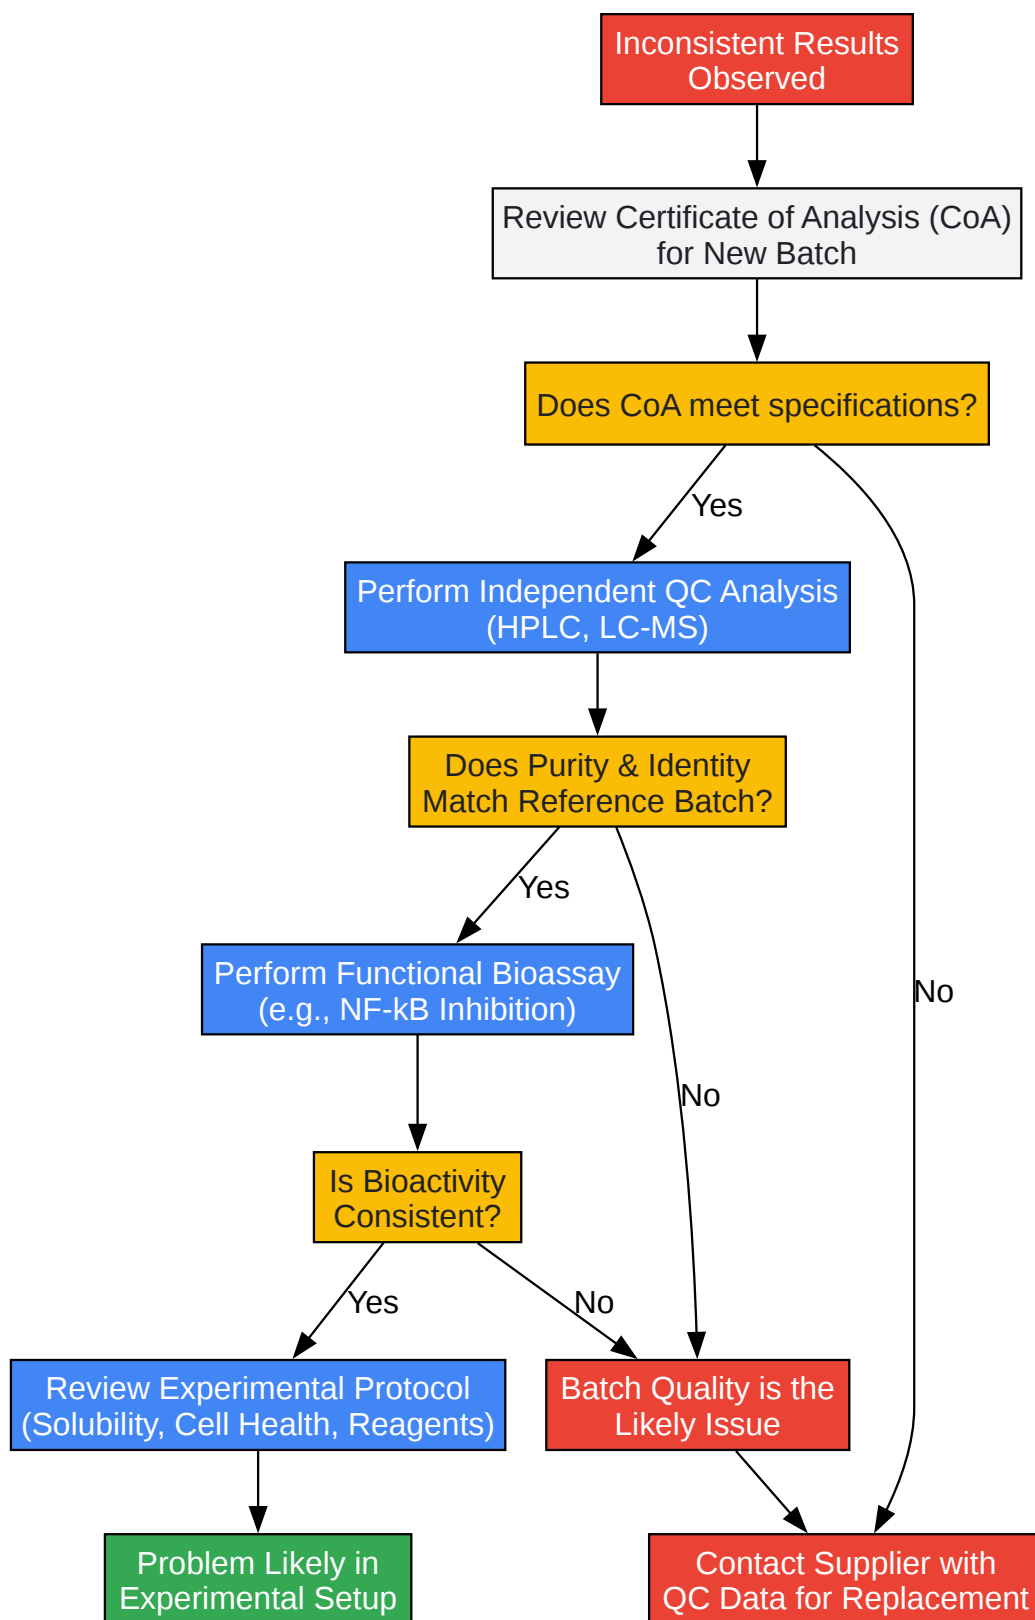 Inconsistent Results
Observed
Review Certificate of Analysis (CoA)
for New Batch
Does CoA meet specifications?
Yes
Perform Independent QC Analysis
(HPLC, LC-MS)
Does Purity & Identity
Match Reference Batch?
Yes
Perform Functional Bioassay
(e.g., NF-kB Inhibition)
No
No
Is Bioactivity
Consistent?
Yes
No
Review Experimental Protocol
(Solubility, Cell Health, Reagents)
Batch Quality is the
Likely Issue
Problem Likely in
Experimental Setup
Contact Supplier with
QC Data for Replacement